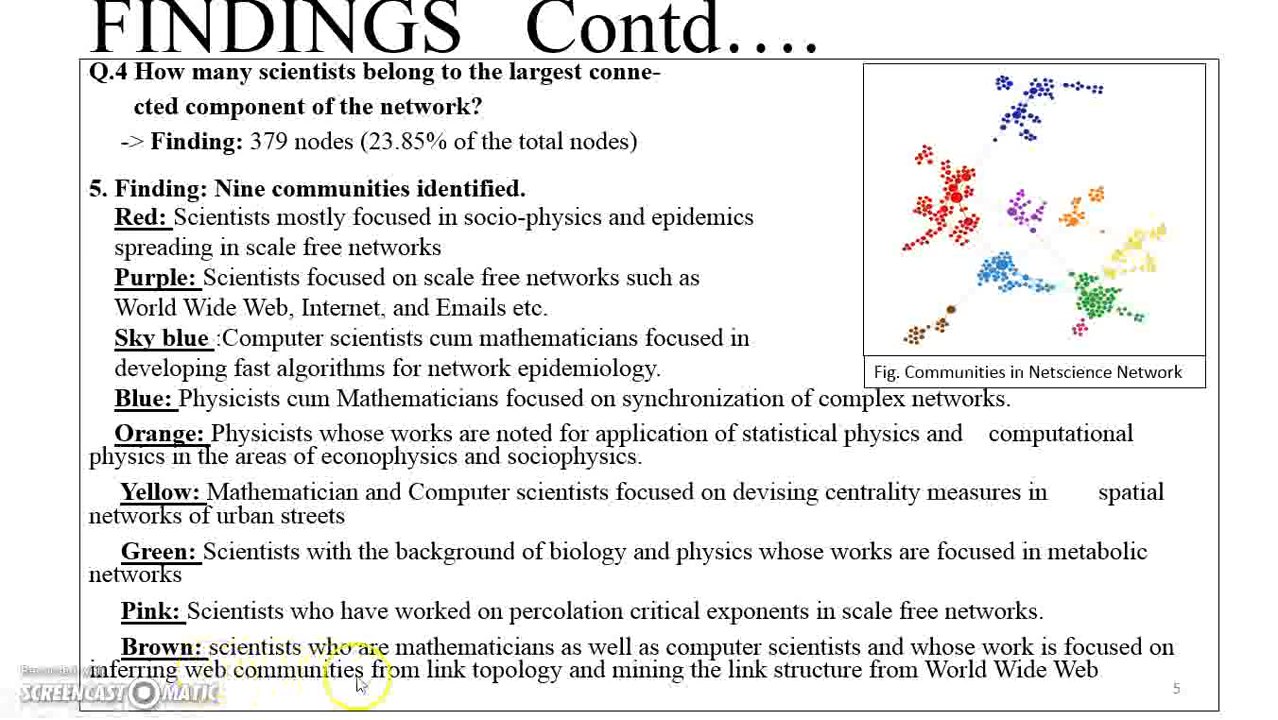 FINDINGS Contd….
Q.4 How many scientists belong to the largest conne-
cted component of the network?
-> Finding: 379 nodes (23.85% of the total nodes)
5. Finding: Nine communities identified.
Red: Scientists mostly focused in socio-physics and epidemics
spreading in scale free networks
Purple: Scientists focused on scale free networks such as
World Wide Web, Internet, and Emails etc.
Sky blue :Computer scientists cum mathematicians focused in
developing fast algorithms for network epidemiology.
Fig. Communities in Netscience Network
Blue: Physicists cum Mathematicians focused on synchronization of complex networks.
Orange: Physicists whose works are noted for application of statistical physics and computational
physics in the areas of econophysics and sociophysics.
Yellow: Mathematician and Computer scientists focused on devising centrality measures in spatial
networks of urban streets
Green: Scientists with the background of biology and physics whose works are focused in metabolic
networks
Pink: Scientists who have worked on percolation critical exponents in scale free networks.
Brown: scientists who are mathematicians as well as computer scientists and whose work is focused on
inferring web communities from link topology and mining the link structure from World Wide Web
Recorded with
SCREENCAST MATIC
5